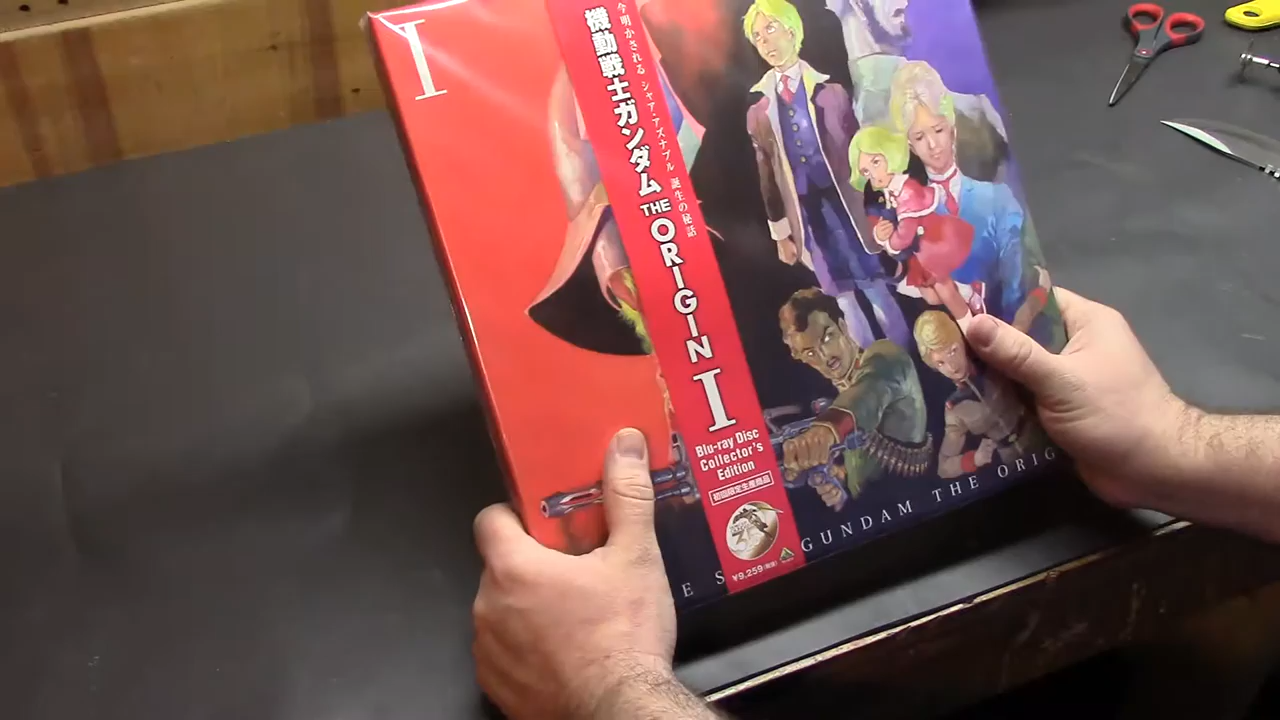 I
今明かされる シャア・アズナブル 誕生の秘話
機動戦士ガンダム THE ORIGIN I
Blu-ray Disc
Collector's
Edition
初回限定生産商品
¥9,259(税抜)
E S
GUNDAM THE ORIG